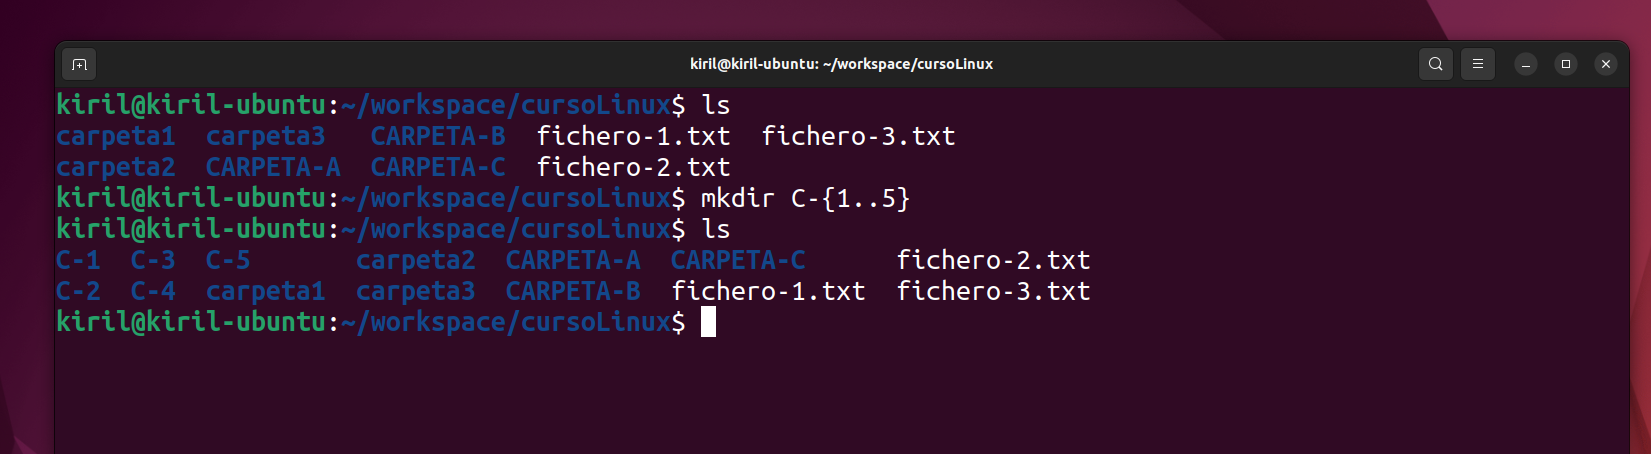 kiril@kiril-ubuntu: ~/workspace/cursoLinux
kiril@kiril-ubuntu:~/workspace/cursoLinux$ ls
carpeta1  carpeta3   CARPETA-B  fichero-1.txt  fichero-3.txt
carpeta2  CARPETA-A  CARPETA-C  fichero-2.txt
kiril@kiril-ubuntu:~/workspace/cursoLinux$ mkdir C-{1..5}
kiril@kiril-ubuntu:~/workspace/cursoLinux$ ls
C-1  C-3  C-5       carpeta2  CARPETA-A  CARPETA-C      fichero-2.txt
C-2  C-4  carpeta1  carpeta3  CARPETA-B  fichero-1.txt  fichero-3.txt
kiril@kiril-ubuntu:~/workspace/cursoLinux$